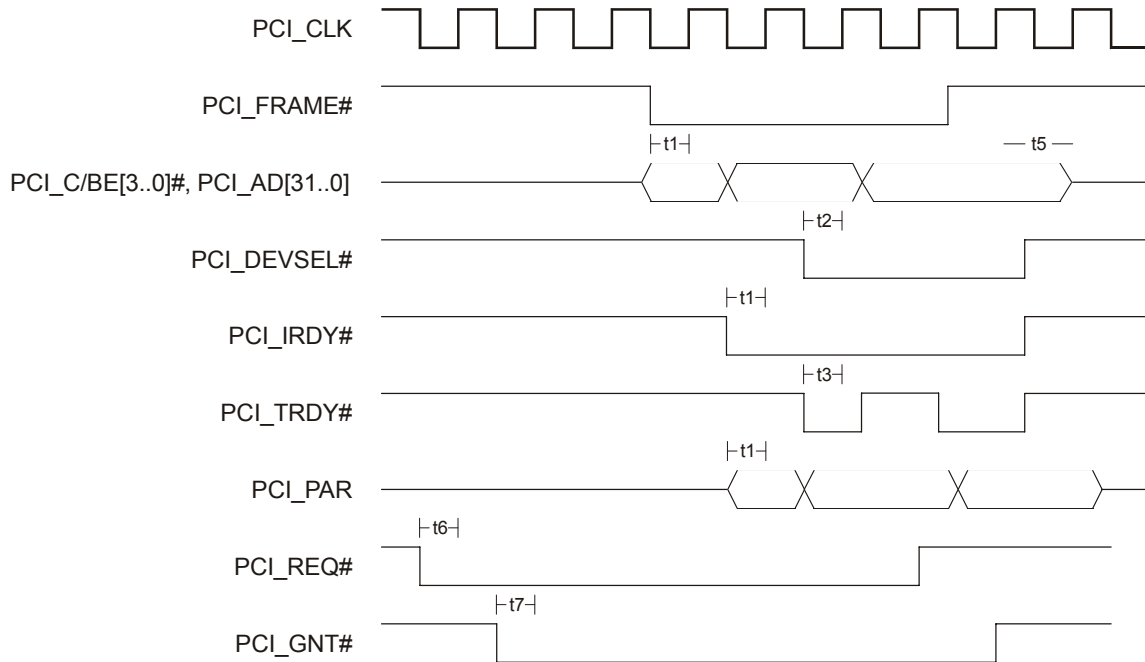 PCI_CLK
PCI_FRAME#
t1
t5
PCI_C/BE[3..0]#, PCI_AD[31..0]
t2
PCI_DEVSEL#
t1
PCI_IRDY#
t3
PCI_TRDY#
t1
PCI_PAR
t6
PCI_REQ#
t7
PCI_GNT#